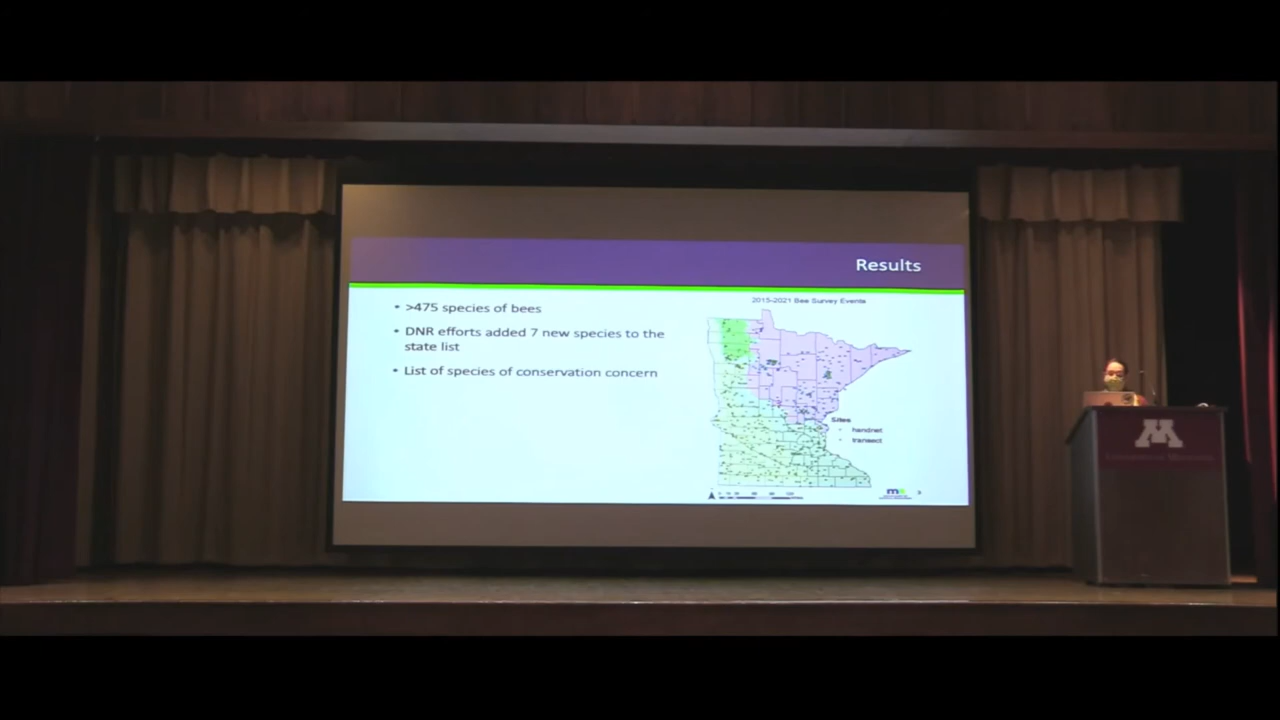 Results
• >475 species of bees
• DNR efforts added 7 new species to the
state list
• List of species of conservation concern
2015-2021 Bee Survey Events
Sites
handnet
transect
3
M